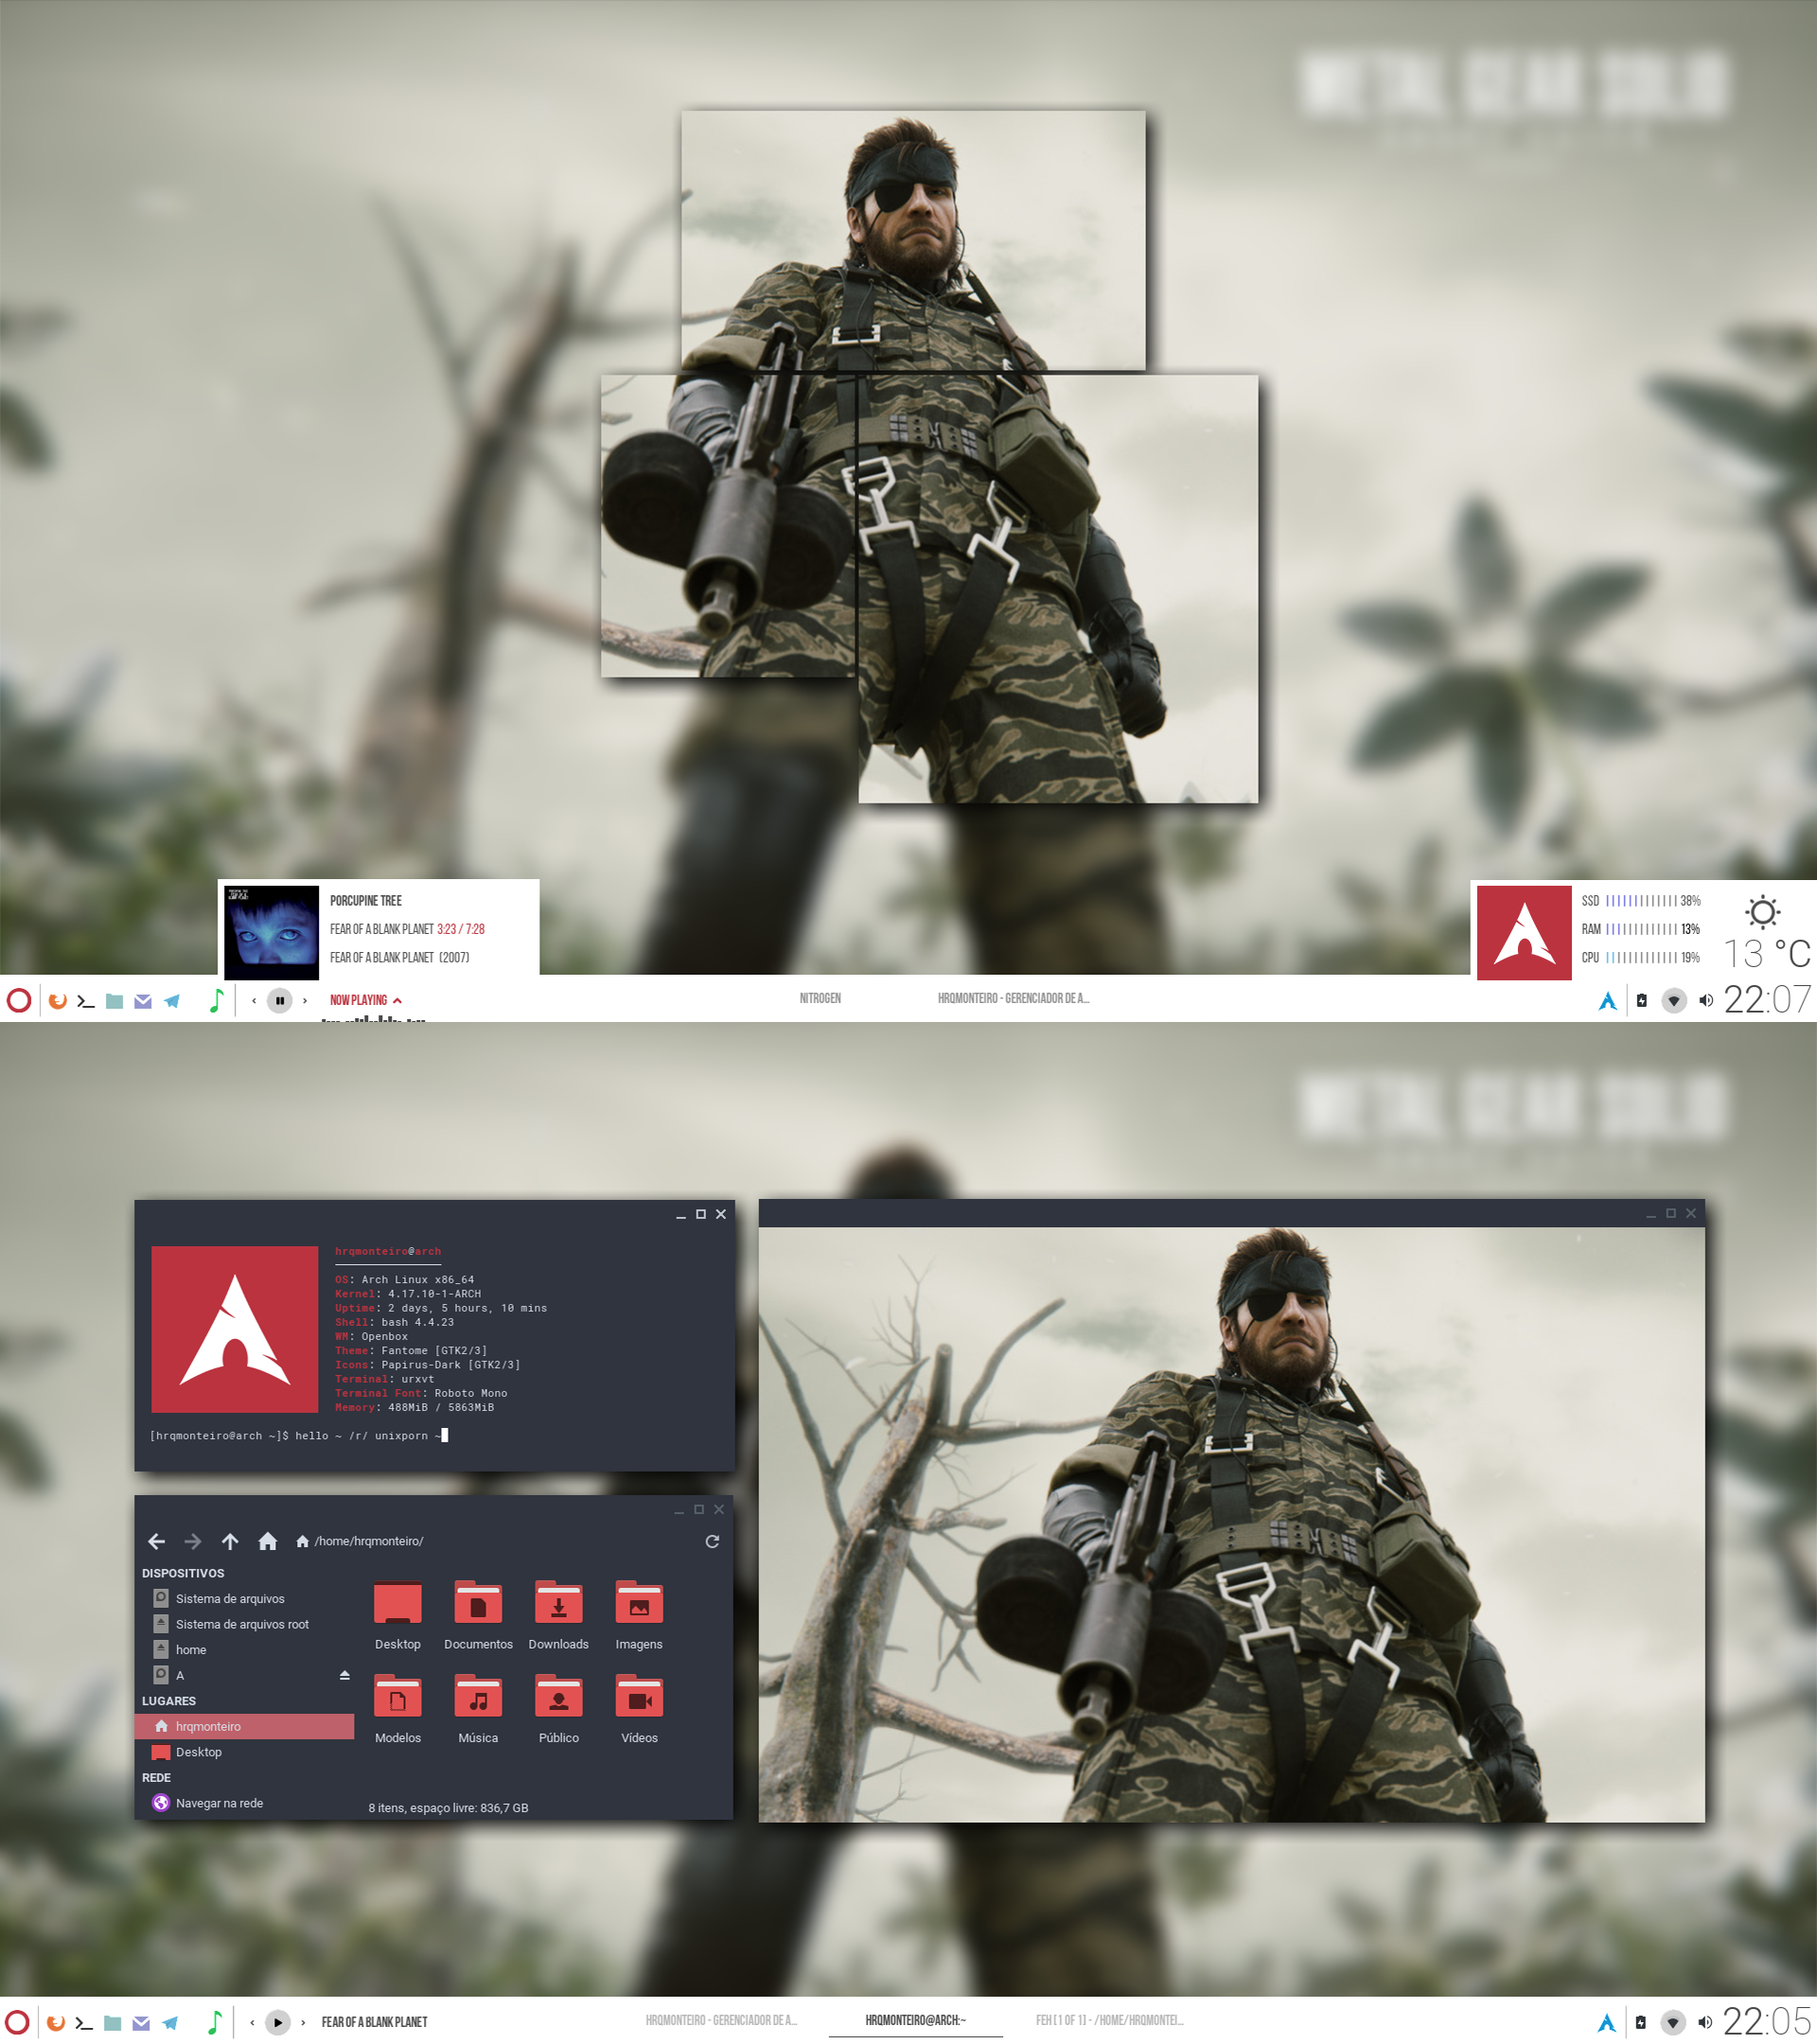 METAL GEAR SOLID
PORCUPINE TREE
FEAR OF A BLANK PLANET 3:23 / 7:28
FEAR OF A BLANK PLANET (2007)
SSD 38%
RAM 13%
CPU 19%
13 °C
NOW PLAYING
NITROGEN
HRQMONTEIRO - GERENCIADOR DE A...
22:07
METAL GEAR SOLID
hrqmonteiro@arch
OS: Arch Linux x86_64
Kernel: 4.17.10-1-ARCH
Uptime: 2 days, 5 hours, 10 mins
Shell: bash 4.4.23
WM: Openbox
Theme: Fantome [GTK2/3]
Icons: Papirus-Dark [GTK2/3]
Terminal: urxvt
Terminal Font: Roboto Mono
Memory: 488MiB / 5863MiB
[hrqmonteiro@arch ~]$ hello ~ /r/ unixporn ~
/home/hrqmonteiro/
DISPOSITIVOS
Sistema de arquivos
Sistema de arquivos root
home
A
LUGARES
hrqmonteiro
Desktop
REDE
Navegar na rede
Desktop Documentos Downloads Imagens
Modelos Música Público Vídeos
8 itens, espaço livre: 836,7 GB
FEAR OF A BLANK PLANET
HRQMONTEIRO - GERENCIADOR DE A...
HRQMONTEIRO@ARCH:~
FEH [1 OF 1] - /HOME/HRQMONTEI...
22:05